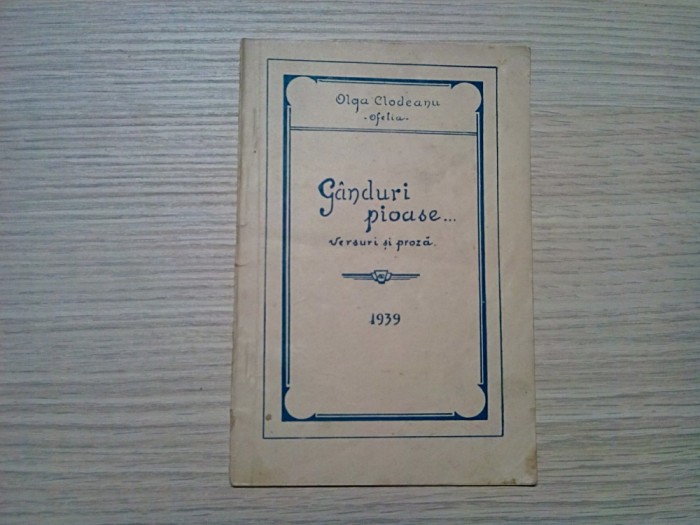 Olga Clodeanu
- Ofelia -
Gânduri
pioase...
versuri și proză.
1939